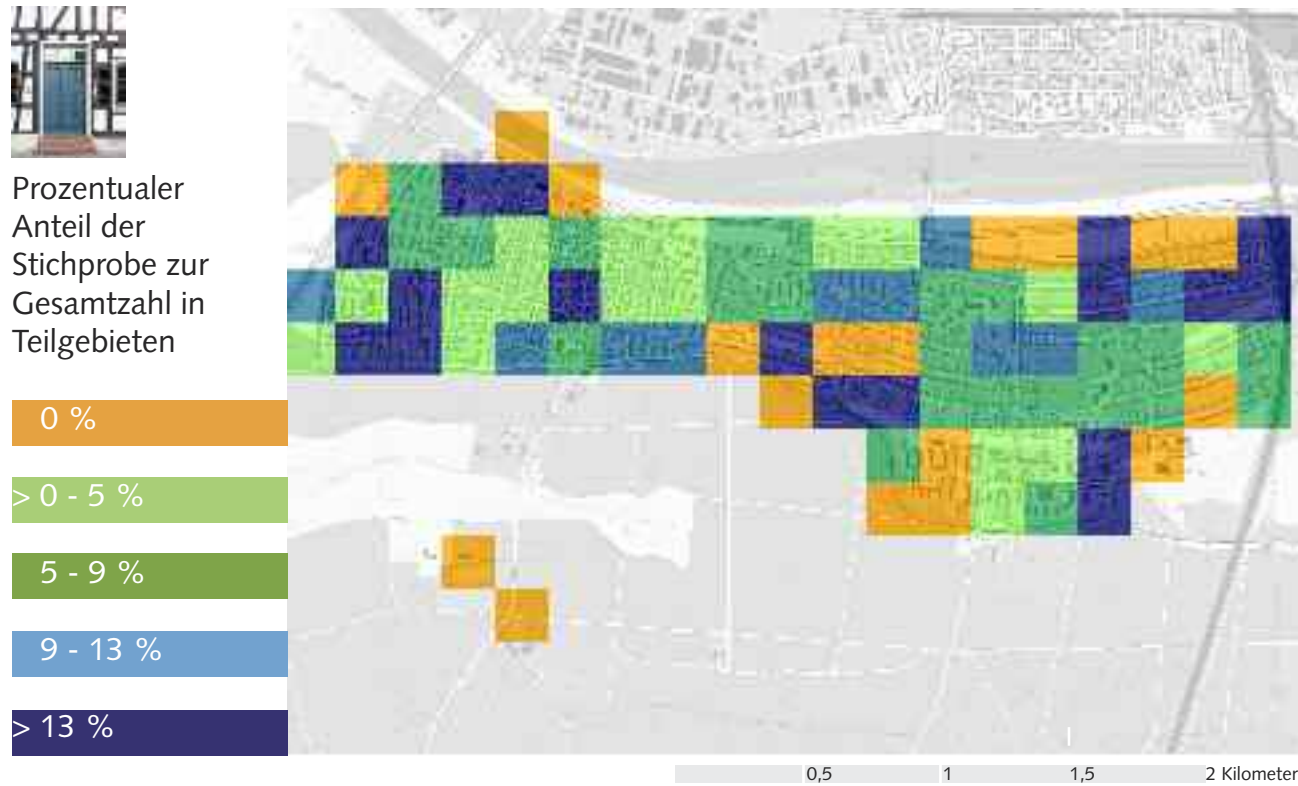 Prozentualer
Anteil der
Stichprobe zur
Gesamtzahl in
Teilgebieten
0 %
> 0 - 5 %
5 - 9 %
9 - 13 %
> 13 %
0,5 1 1,5 2 Kilometer